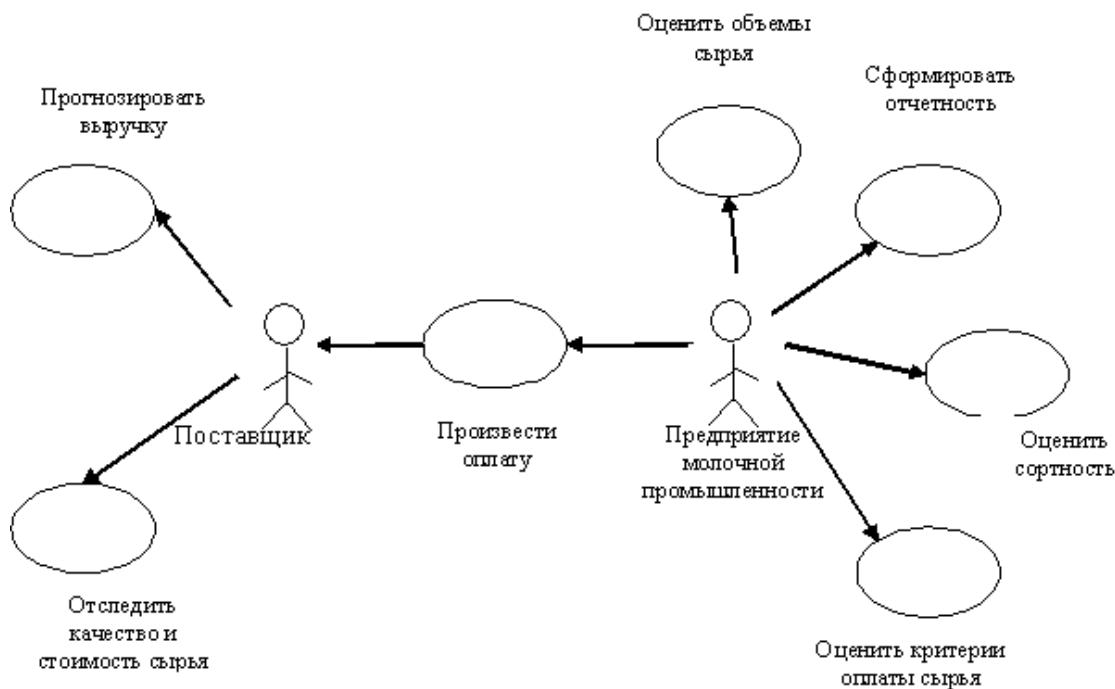 Оценить объемы
сырья
Сформировать
отчетность
Прогнозировать
выручку
Поставщик
Произвести
оплату
Предприятие
молочной
промышленности
Оценить
сортность
Отследить
качество и
стоимость сырья
Оценить критерии
оплаты сырья